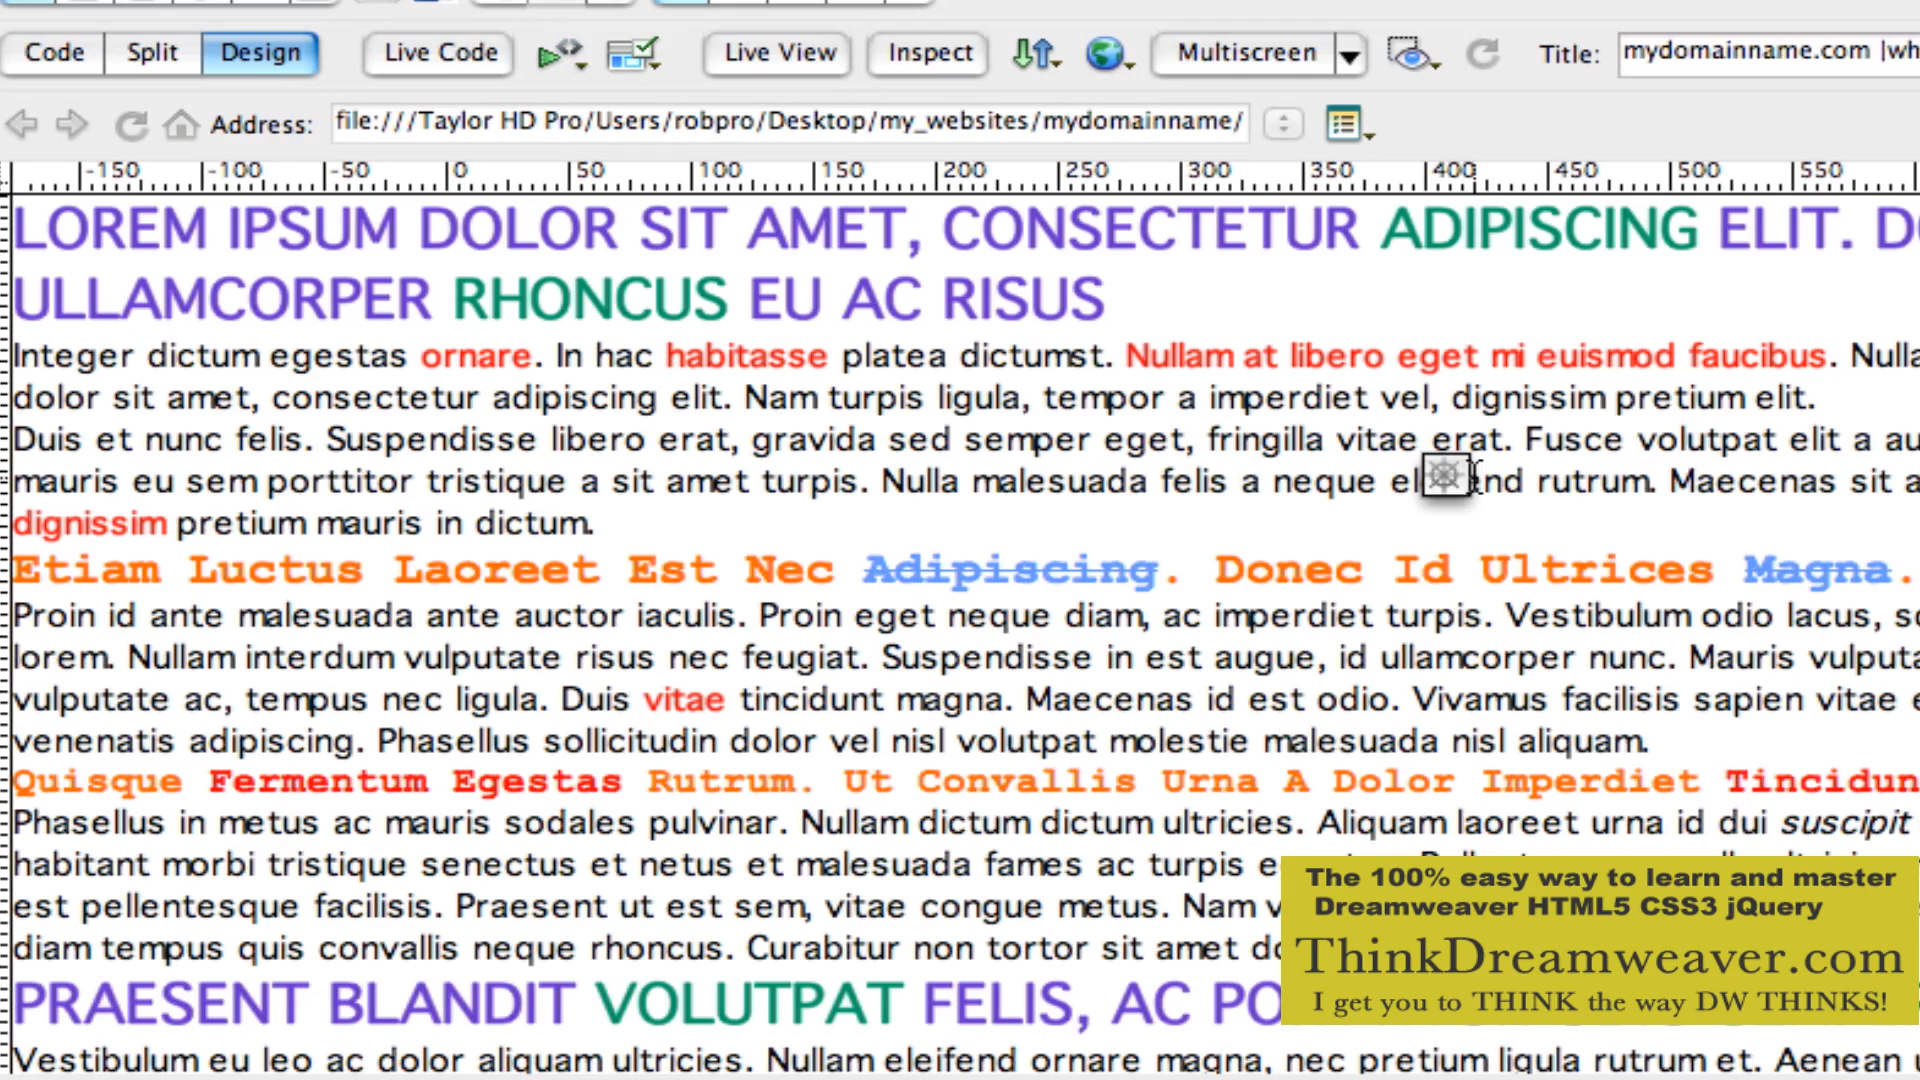 Code Split Design Live Code Live View Inspect Multiscreen Title: mydomainname.com |wh
Address: file:///Taylor HD Pro/Users/robpro/Desktop/my_websites/mydomainname/
-150 -100 -50 0 50 100 150 200 250 300 350 400 450 500 550
LOREM IPSUM DOLOR SIT AMET, CONSECTETUR ADIPISCING ELIT. D
ULLAMCORPER RHONCUS EU AC RISUS
Integer dictum egestas ornare. In hac habitasse platea dictumst. Nullam at libero eget mi euismod faucibus. Nulla
dolor sit amet, consectetur adipiscing elit. Nam turpis ligula, tempor a imperdiet vel, dignissim pretium elit.
Duis et nunc felis. Suspendisse libero erat, gravida sed semper eget, fringilla vitae erat. Fusce volutpat elit a au
mauris eu sem porttitor tristique a sit amet turpis. Nulla malesuada felis a neque el nd rutrum. Maecenas sit a
dignissim pretium mauris in dictum.
Etiam Luctus Laoreet Est Nec Adipiscing. Donec Id Ultrices Magna.
Proin id ante malesuada ante auctor iaculis. Proin eget neque diam, ac imperdiet turpis. Vestibulum odio lacus, sc
lorem. Nullam interdum vulputate risus nec feugiat. Suspendisse in est augue, id ullamcorper nunc. Mauris vulputa
vulputate ac, tempus nec ligula. Duis vitae tincidunt magna. Maecenas id est odio. Vivamus facilisis sapien vitae e
venenatis adipiscing. Phasellus sollicitudin dolor vel nisl volutpat molestie malesuada nisl aliquam.
Quisque Fermentum Egestas Rutrum. Ut Convallis Urna A Dolor Imperdiet Tincidun
Phasellus in metus ac mauris sodales pulvinar. Nullam dictum dictum ultricies. Aliquam laoreet urna id dui suscipit
habitant morbi tristique senectus et netus et malesuada fames ac turpis e
est pellentesque facilisis. Praesent ut est sem, vitae congue metus. Nam v
diam tempus quis convallis neque rhoncus. Curabitur non tortor sit amet do
PRAESENT BLANDIT VOLUTPAT FELIS, AC PO
Vestibulum eu leo ac dolor aliquam ultricies. Nullam eleifend ornare magna, nec pretium ligula rutrum et. Aenean u
The 100% easy way to learn and master
Dreamweaver HTML5 CSS3 jQuery
ThinkDreamweaver.com
I get you to THINK the way DW THINKS!